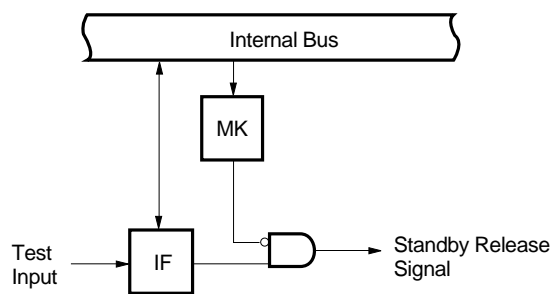 Internal Bus
MK
Test
Input
IF
Standby Release
Signal